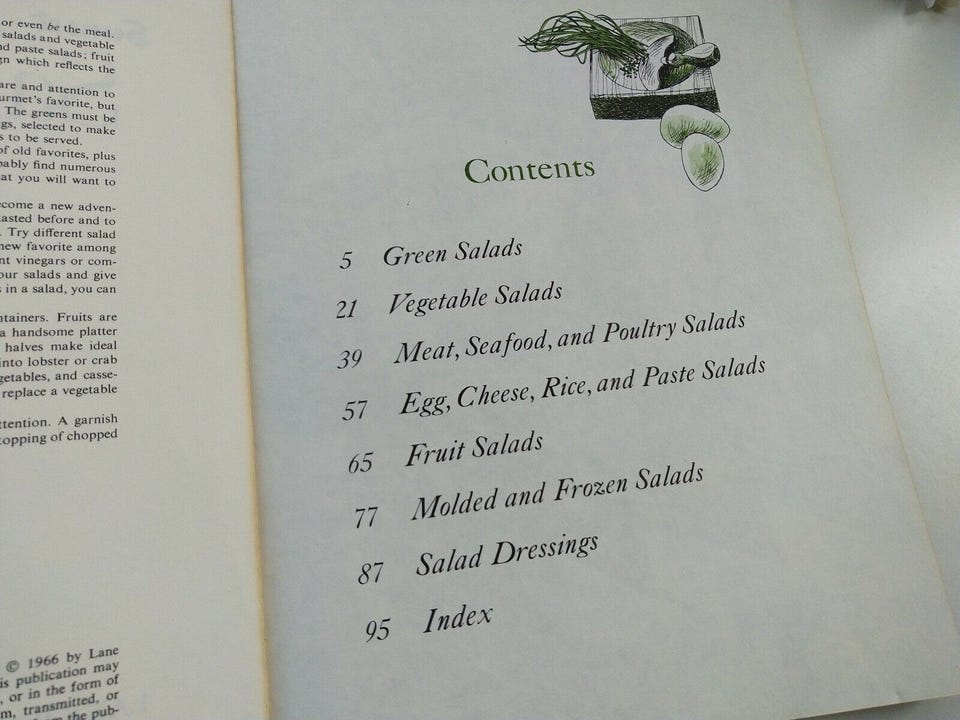 or even be the meal.
salads and vegetable
nd paste salads; fruit
gn which reflects the
are and attention to
urmet's favorite, but
The greens must be
gs, selected to make
s to be served.
of old favorites, plus
bably find numerous
at you will want to
ecome a new adven-
tasted before and to
. Try different salad
new favorite among
nt vinegars or com-
our salads and give
s in a salad, you can
ntainers. Fruits are
a handsome platter
halves make ideal
into lobster or crab
getables, and casse-
replace a vegetable
ttention. A garnish
topping of chopped
© 1966 by Lane
is publication may
, or in the form of
m, transmitted, or
from the pub-
Contents
5 Green Salads
21 Vegetable Salads
39 Meat, Seafood, and Poultry Salads
57 Egg, Cheese, Rice, and Paste Salads
65 Fruit Salads
77 Molded and Frozen Salads
87 Salad Dressings
95 Index